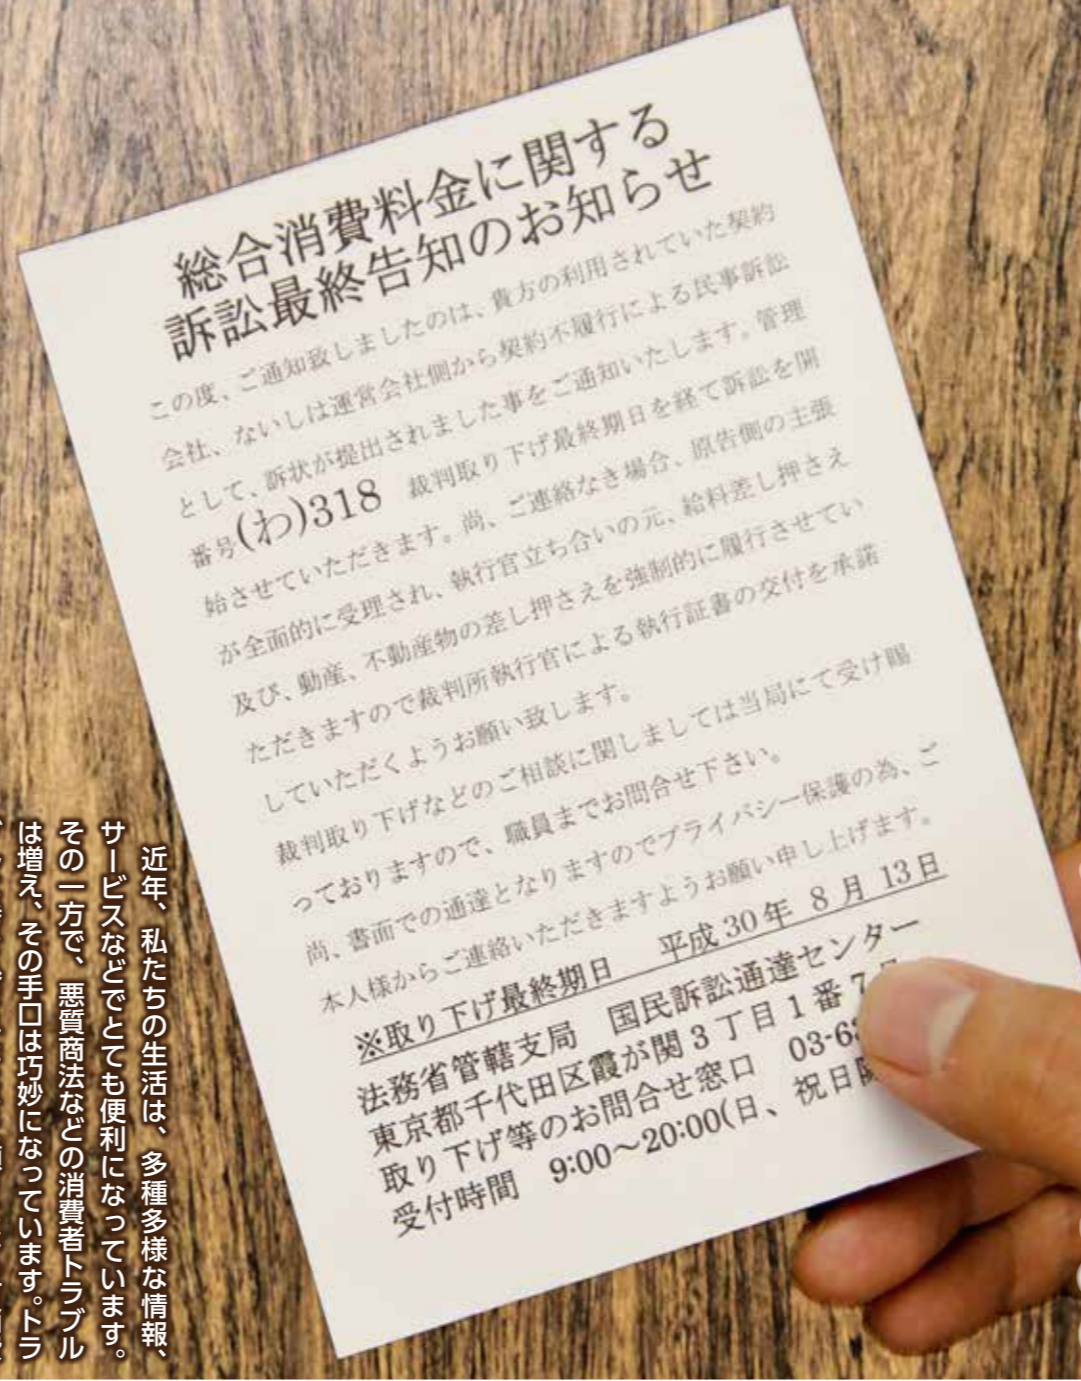 総合消費料金に関する
訴訟最終告知のお知らせ
この度、ご通知致しましたのは、貴方の利用されていた契約
会社、ないしは運営会社側から契約不履行による民事訴訟
として、訴状が提出されました事をご通知いたします。管理
番号(わ)318 裁判取り下げ最終期日を経て訴訟を開
始させていただきます。尚、ご連絡なき場合、原告側の主張
が全面的に受理され、執行官立ち合いの元、給料差し押さえ
及び、動産、不動産物の差し押さえを強制的に履行させてい
ただきますので裁判所執行官による執行証書の交付を承諾
していただくようお願い致します。
裁判取り下げなどのご相談に関しましては当局にて受け賜
っておりますので、職員までお問合せ下さい。
尚、書面での通達となりますのでプライバシー保護の為、ご
本人様からご連絡いただきますようお願い申し上げます。
※取り下げ最終期日 平成30年 8月 13日
法務省管轄支局 国民訴訟通達センター
東京都千代田区霞が関3丁目1番7
取り下げ等のお問合せ窓口 03-6
受付時間 9:00〜20:00(日、祝日
近年、私たちの生活は、多種多様な情報、
サービスなどでとても便利になっています。
その一方で、悪質商法などの消費者トラブル
は増え、その手口は巧妙になっています。トラ